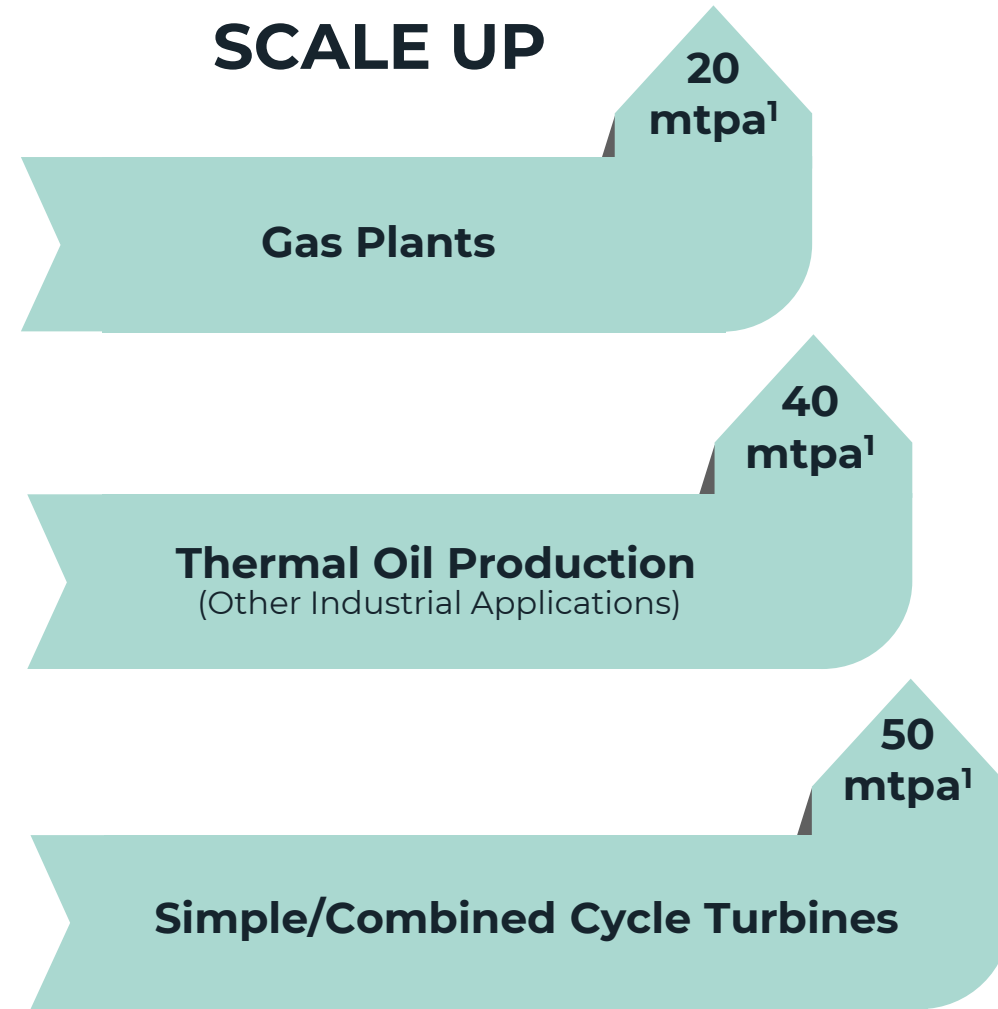 SCALE UP
20
mtpa¹
Gas Plants
40
mtpa¹
Thermal Oil Production
(Other Industrial Applications)
50
mtpa¹
Simple/Combined Cycle Turbines